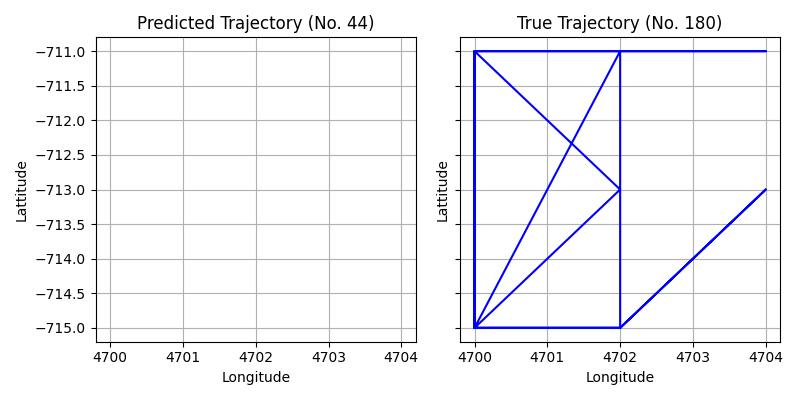 Predicted Trajectory (No. 44)
True Trajectory (No. 180)
−711.0
−711.5
−712.0
−712.5
−713.0
−713.5
−714.0
−714.5
−715.0
Lattitude
Lattitude
4700 4701 4702 4703 4704
4700 4701 4702 4703 4704
Longitude
Longitude